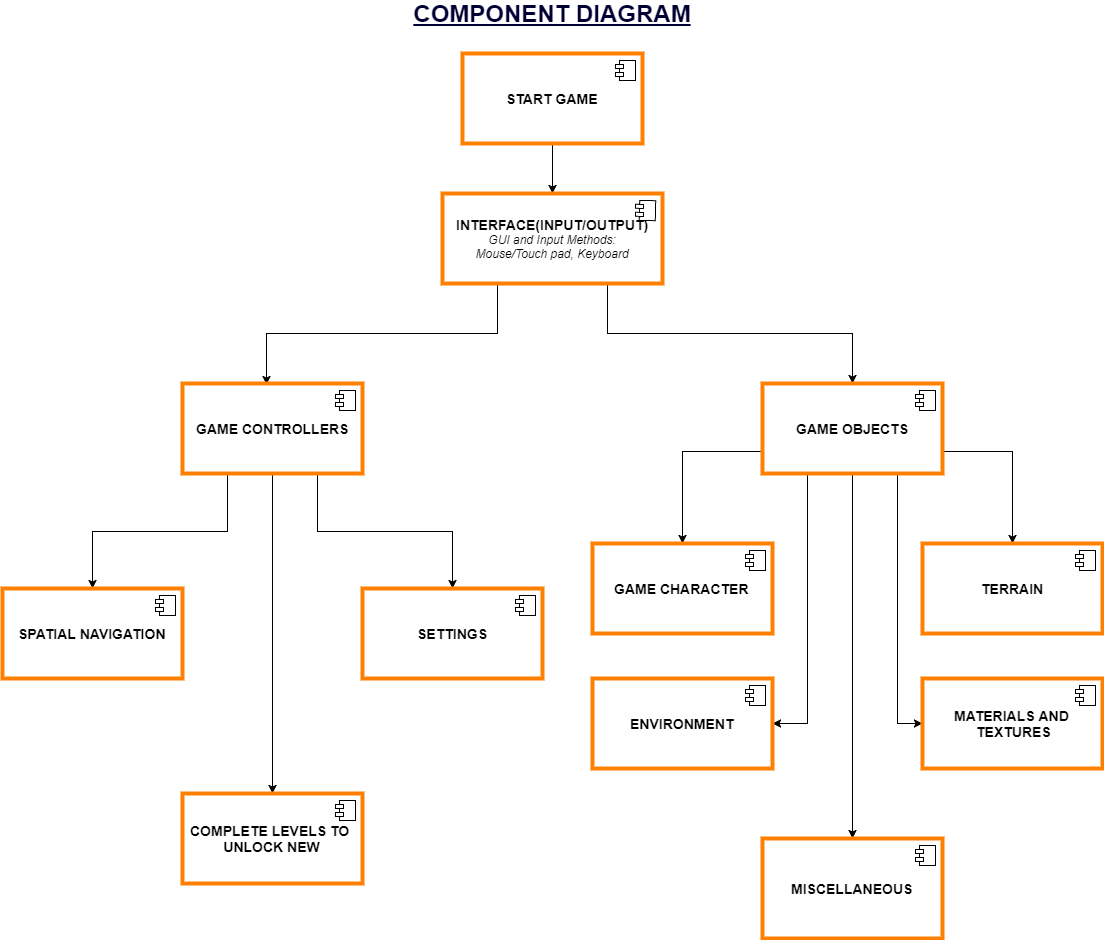 COMPONENT DIAGRAM
START GAME
INTERFACE(INPUT/OUTPUT)
GUI and Input Methods:
Mouse/Touch pad, Keyboard
GAME CONTROLLERS
GAME OBJECTS
GAME CHARACTER
TERRAIN
SPATIAL NAVIGATION
SETTINGS
ENVIRONMENT
MATERIALS AND
TEXTURES
COMPLETE LEVELS TO
UNLOCK NEW
MISCELLANEOUS